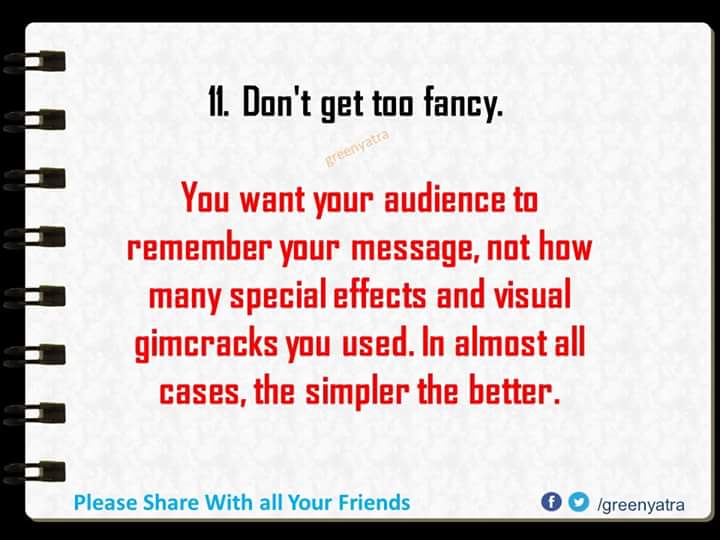 11. Don't get too fancy.
greenyatra
You want your audience to
remember your message, not how
many special effects and visual
gimcracks you used. In almost all
cases, the simpler the better.
Please Share With all Your Friends
/greenyatra